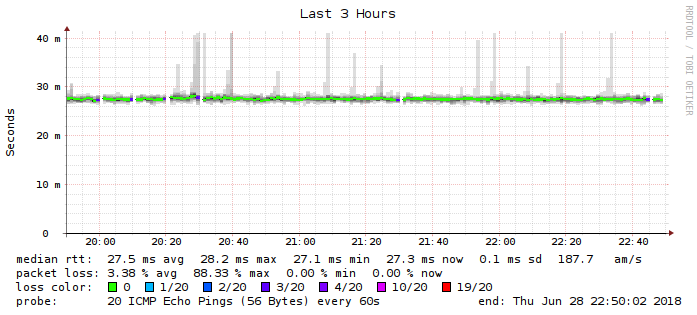 Last 3 Hours
RRDTOOL / TOBI OETIKER
Seconds
40 m
30 m
20 m
10 m
0
20:00 20:20 20:40 21:00 21:20 21:40 22:00 22:20 22:40
median rtt: 27.5 ms avg 28.2 ms max 27.1 ms min 27.3 ms now 0.1 ms sd 187.7 am/s
packet loss: 3.38 % avg 88.33 % max 0.00 % min 0.00 % now
loss color: 0 1/20 2/20 3/20 4/20 10/20 19/20
probe: 20 ICMP Echo Pings (56 Bytes) every 60s end: Thu Jun 28 22:50:02 2018